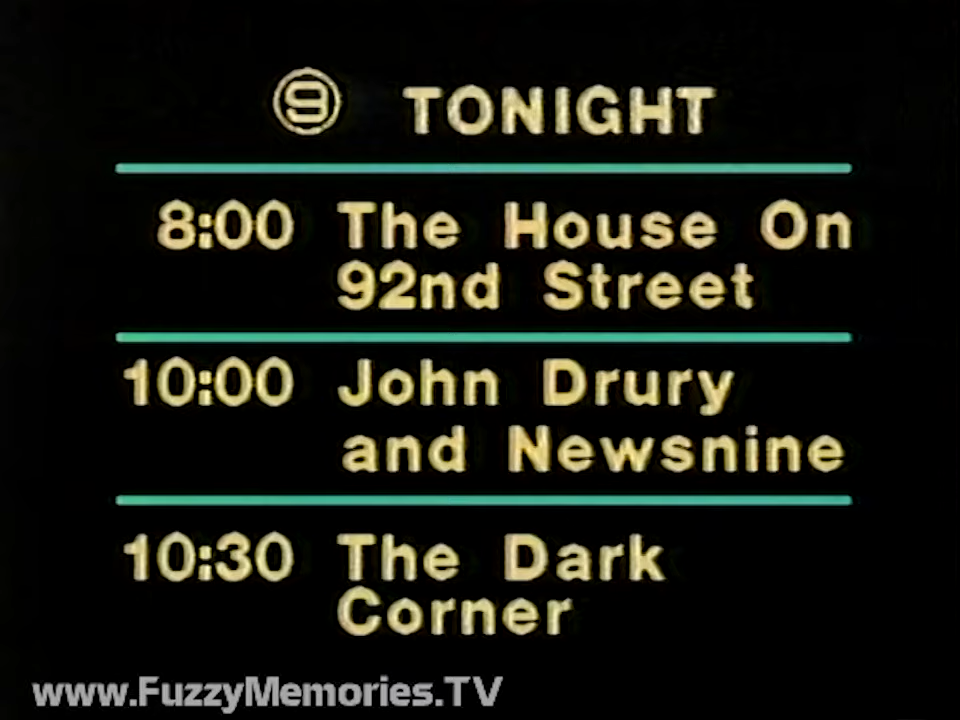 9 TONIGHT
8:00 The House On
92nd Street
10:00 John Drury
and Newsnine
10:30 The Dark
Corner
www.FuzzyMemories.TV